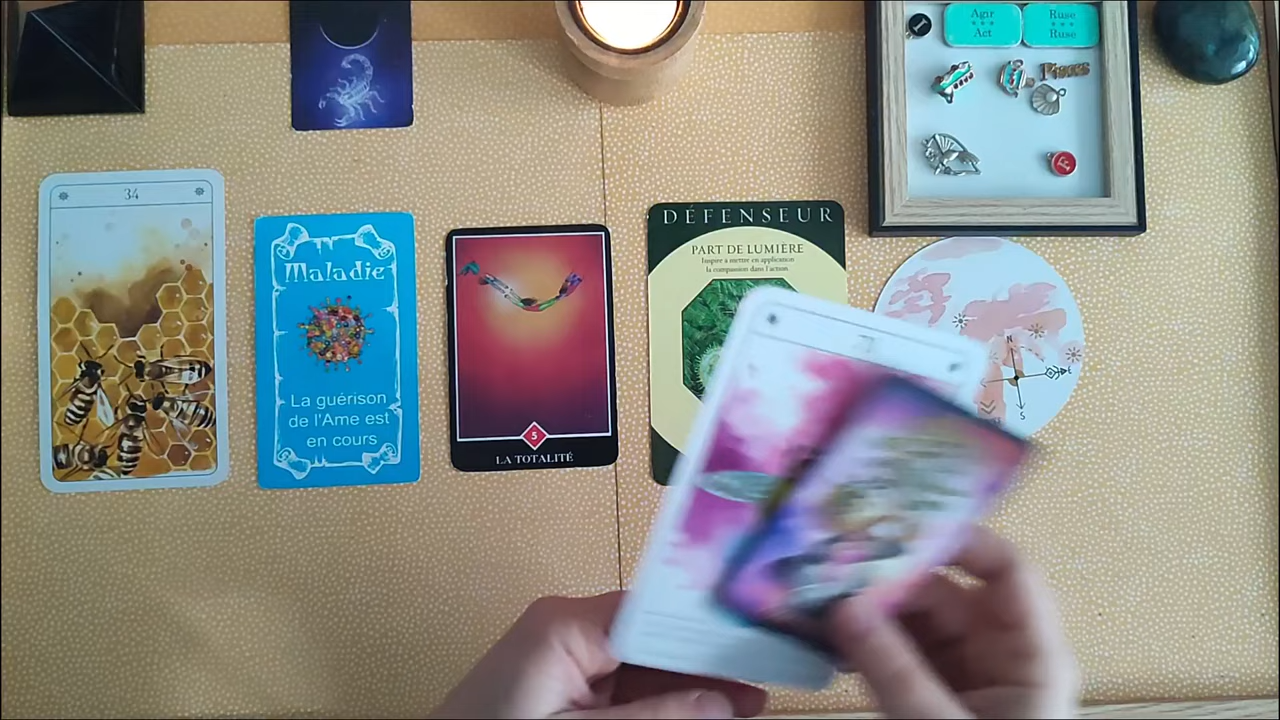 Agir
Act
Ruse
Ruse
Pisces
F
34
Maladie
La guérison
de l'Ame est
en cours
5
LA TOTALITÉ
DÉFENSEUR
PART DE LUMIÈRE
Inspire à mettre en application
la compassion dans l'action.
N
S